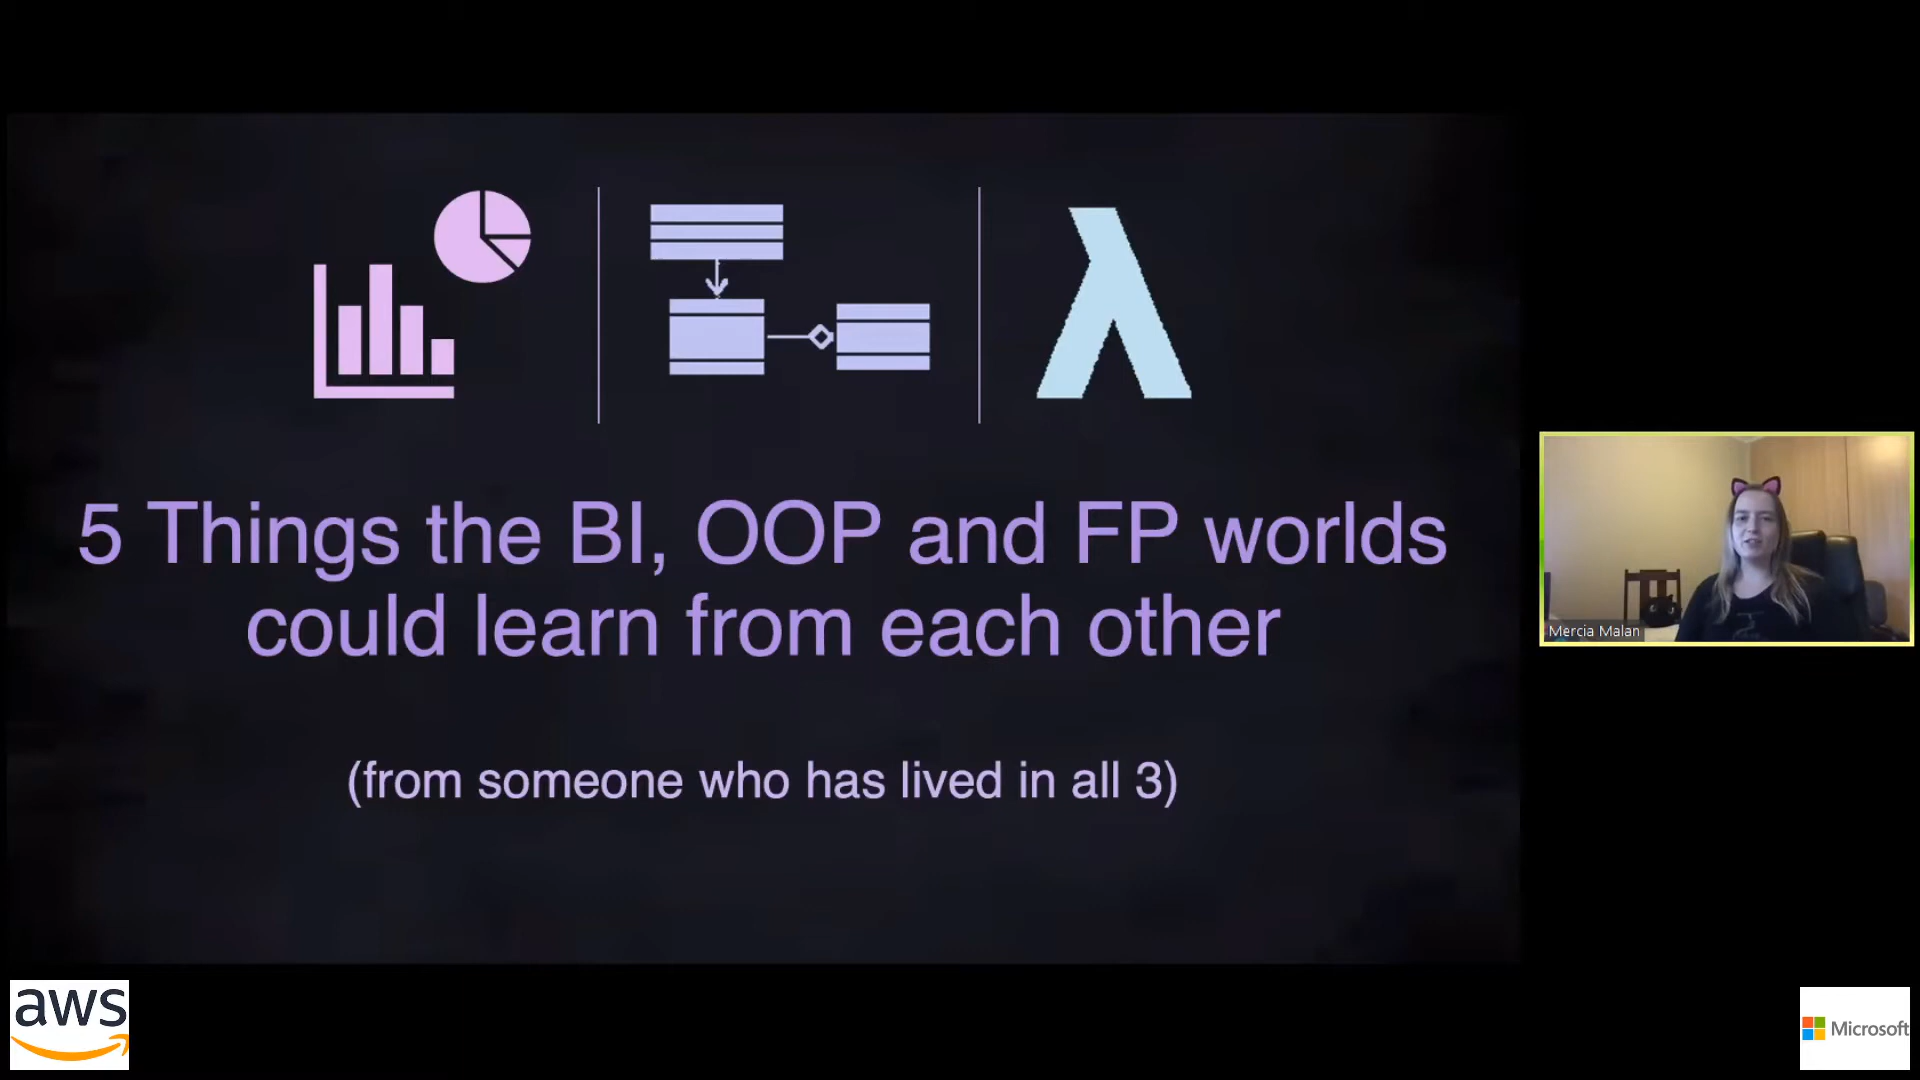 5 Things the BI, OOP and FP worlds
could learn from each other
(from someone who has lived in all 3)
Mercia Malan
aws
Microsoft